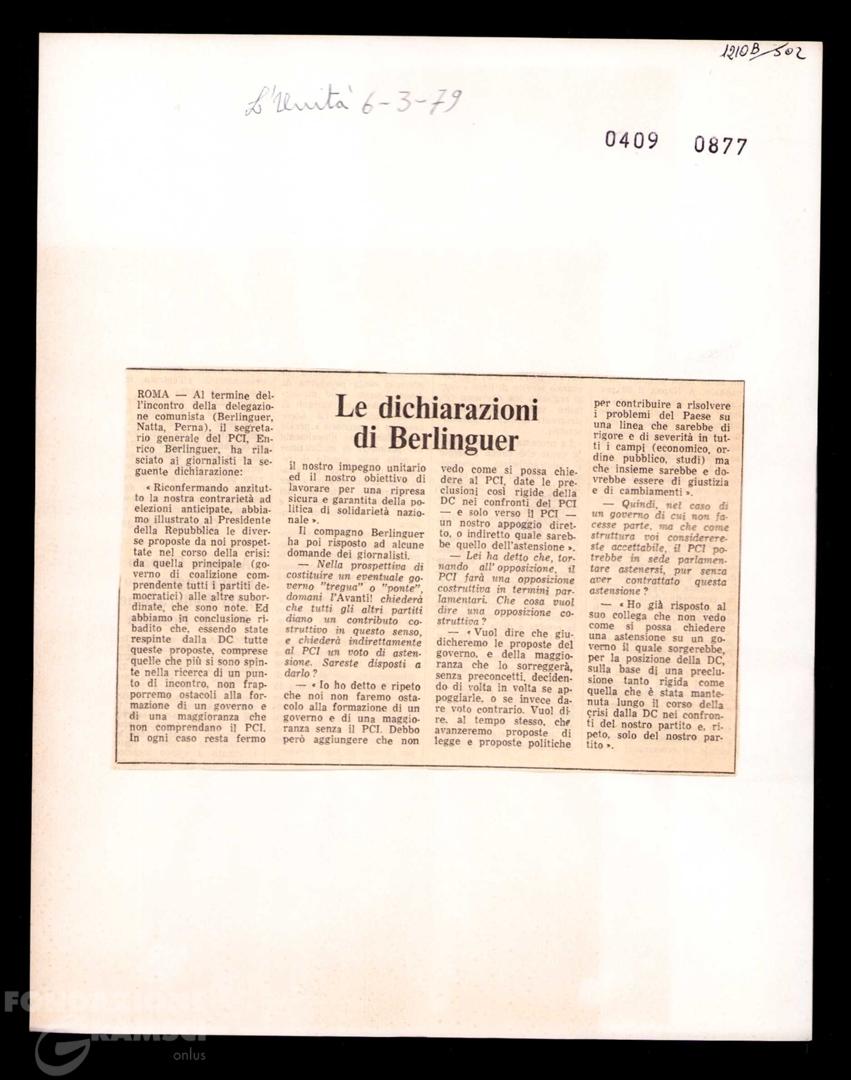 1210B/502
L'Unità 6-3-79
0409 0877
Le dichiarazioni
di Berlinguer
ROMA — Al termine del-
l'incontro della delegazio-
ne comunista (Berlinguer,
Natta, Perna), il segreta-
rio generale del PCI, En-
rico Berlinguer, ha rila-
sciato ai giornalisti la se-
guente dichiarazione:
« Riconfermando anzitut-
to la nostra contrarietà ad
elezioni anticipate, abbia-
mo illustrato al Presidente
della Repubblica le diver-
se proposte da noi prospet-
tate nel corso della crisi:
da quella principale (go-
verno di coalizione com-
prendente tutti i partiti de-
mocratici) alle altre subor-
dinate, che sono note. Ed
abbiamo in conclusione ri-
badito che, essendo state
respinte dalla DC tutte
queste proposte, comprese
quelle che più si sono spin-
te nella ricerca di un pun-
to di incontro, non frap-
porremo ostacoli alla for-
mazione di un governo e
di una maggioranza che
non comprendano il PCI.
In ogni caso resta fermo
il nostro impegno unitario
ed il nostro obiettivo di
lavorare per una ripresa
sicura e garantita della po-
litica di solidarietà nazio-
nale ».
Il compagno Berlinguer
ha poi risposto ad alcune
domande dei giornalisti.
— Nella prospettiva di
costituire un eventuale go-
verno "tregua" o "ponte",
domani l'Avanti! chiederà
che tutti gli altri partiti
diano un contributo co-
struttivo in questo senso,
e chiederà indirettamente
al PCI un voto di asten-
sione. Sareste disposti a
darlo?
— « Io ho detto e ripeto
che noi non faremo osta-
colo alla formazione di un
governo e di una maggio-
ranza senza il PCI. Debbo
però aggiungere che non
vedo come si possa chie-
dere al PCI, date le pre-
clusioni così rigide della
DC nei confronti del PCI
— e solo verso il PCI —
un nostro appoggio diret-
to, o indiretto quale sareb-
be quello dell'astensione ».
— Lei ha detto che, tor-
nando all'opposizione, il
PCI farà una opposizione
costruttiva in termini par-
lamentari. Che cosa vuol
dire una opposizione co-
struttiva?
— « Vuol dire che giu-
dicheremo le proposte del
governo, e della maggio-
ranza che lo sorreggerà,
senza preconcetti, deciden-
do di volta in volta se ap-
poggiarle, o se invece da-
re voto contrario. Vuol di-
re, al tempo stesso, che
avanzeremo proposte di
legge e proposte politiche
per contribuire a risolvere
i problemi del Paese su
una linea che sarebbe di
rigore e di severità in tut-
ti i campi (economico, or-
dine pubblico, studi) ma
che insieme sarebbe e do-
vrebbe essere di giustizia
e di cambiamenti ».
— Quindi, nel caso di
un governo di cui non fa-
cesse parte, ma che come
struttura voi considerere-
ste accettabile, il PCI po-
trebbe in sede parlamen-
tare astenersi, pur senza
aver contrattato questa
astensione?
— « Ho già risposto al
suo collega che non vedo
come si possa chiedere
una astensione su un go-
verno il quale sorgerebbe,
per la posizione della DC,
sulla base di una preclu-
sione tanto rigida come
quella che è stata mante-
nuta lungo il corso della
crisi dalla DC nei confron-
ti del nostro partito e, ri-
peto, solo del nostro par-
tito ».
FONDAZIONE
GRAMSCI
onlus